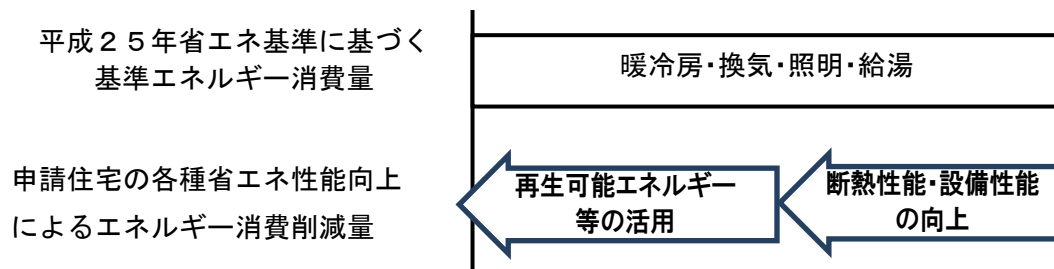 平成２５年省エネ基準に基づく
基準エネルギー消費量
暖冷房・換気・照明・給湯
申請住宅の各種省エネ性能向上
によるエネルギー消費削減量
再生可能エネルギー
等の活用
断熱性能・設備性能
の向上